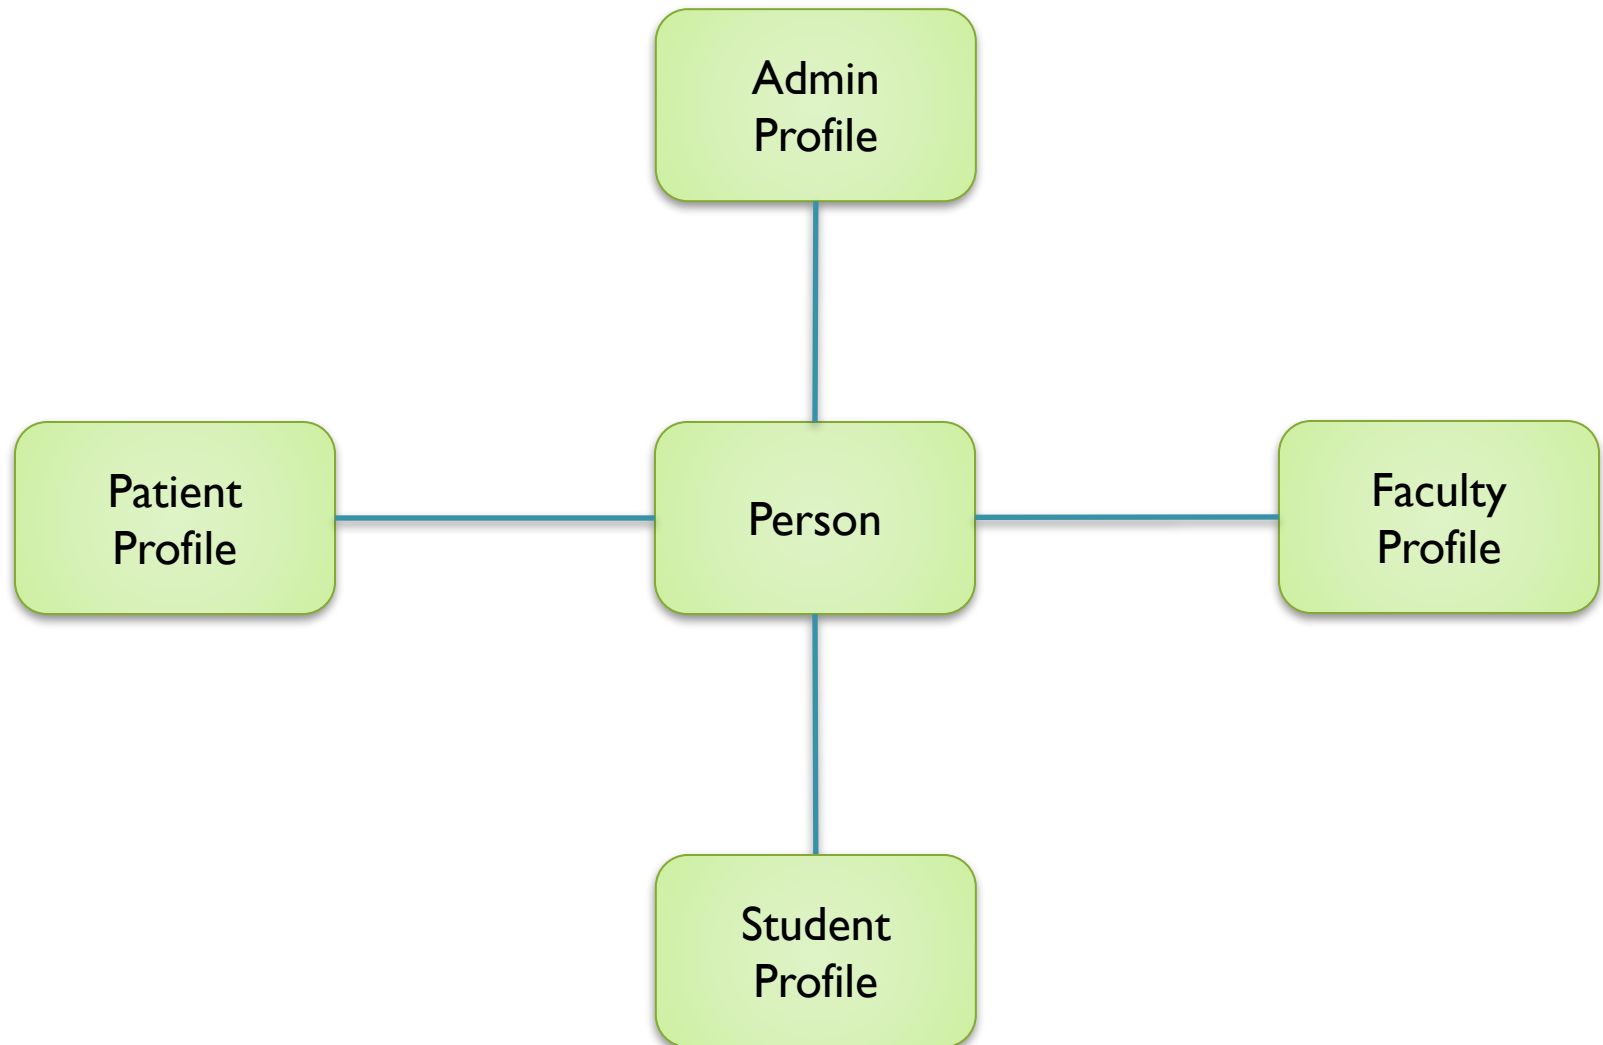 Admin
Profile
Patient
Profile
Person
Faculty
Profile
Student
Profile